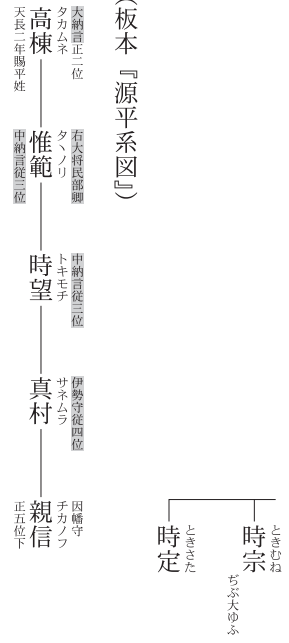 ときむね
時宗
ぢぶ大ゆふ
ときさだ
時定
(板本『源平系図』)
大納言正二位
タカムネ
高棟
天長二年賜平姓
右大将民部卿
タヽノリ
惟範
中納言従三位
中納言従三位
トキモチ
時望
伊勢守従四位
サネムラ
真村
因幡守
チカノフ
親信
正五位下